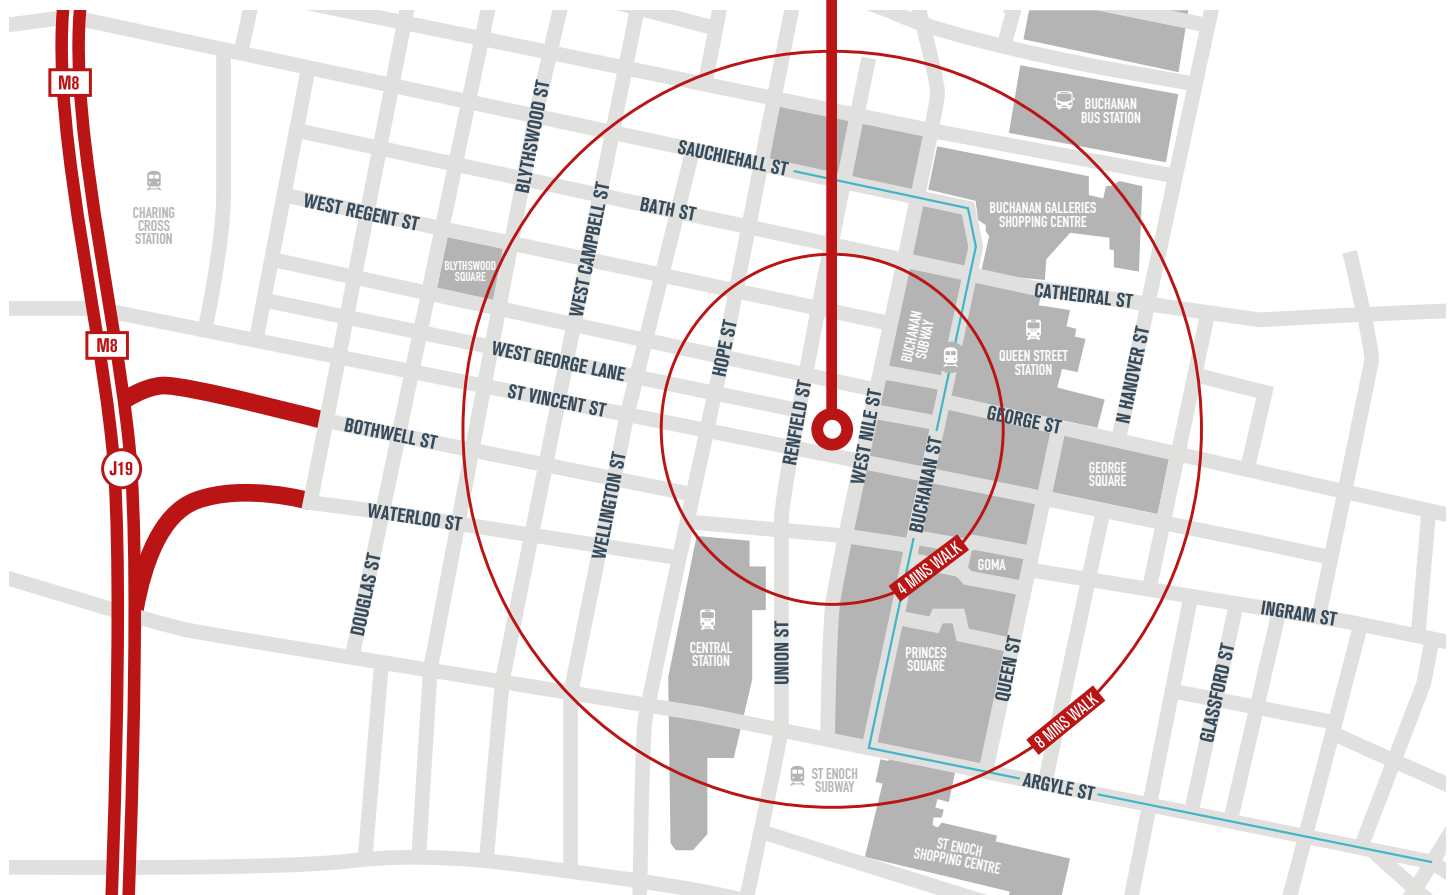 M8
BUCHANAN
BUS STATION
BLYTHSWOOD ST
SAUCHIEHALL ST
CHARING
CROSS
STATION
WEST REGENT ST
WEST CAMPBELL ST
BATH ST
BUCHANAN GALLERIES
SHOPPING CENTRE
BLYTHSWOOD
SQUARE
CATHEDRAL ST
M8
WEST GEORGE LANE
HOPE ST
BUCHANAN
SUBWAY
QUEEN STREET
STATION
N HANOVER ST
ST VINCENT ST
RENFIELD ST
WEST NILE ST
GEORGE ST
BOTHWELL ST
J19
WELLINGTON ST
BUCHANAN ST
GEORGE
SQUARE
WATERLOO ST
4 MINS WALK
GOMA
DOUGLAS ST
INGRAM ST
CENTRAL
STATION
UNION ST
PRINCES
SQUARE
QUEEN ST
GLASSFORD ST
8 MINS WALK
ST ENOCH
SUBWAY
ARGYLE ST
ST ENOCH
SHOPPING CENTRE